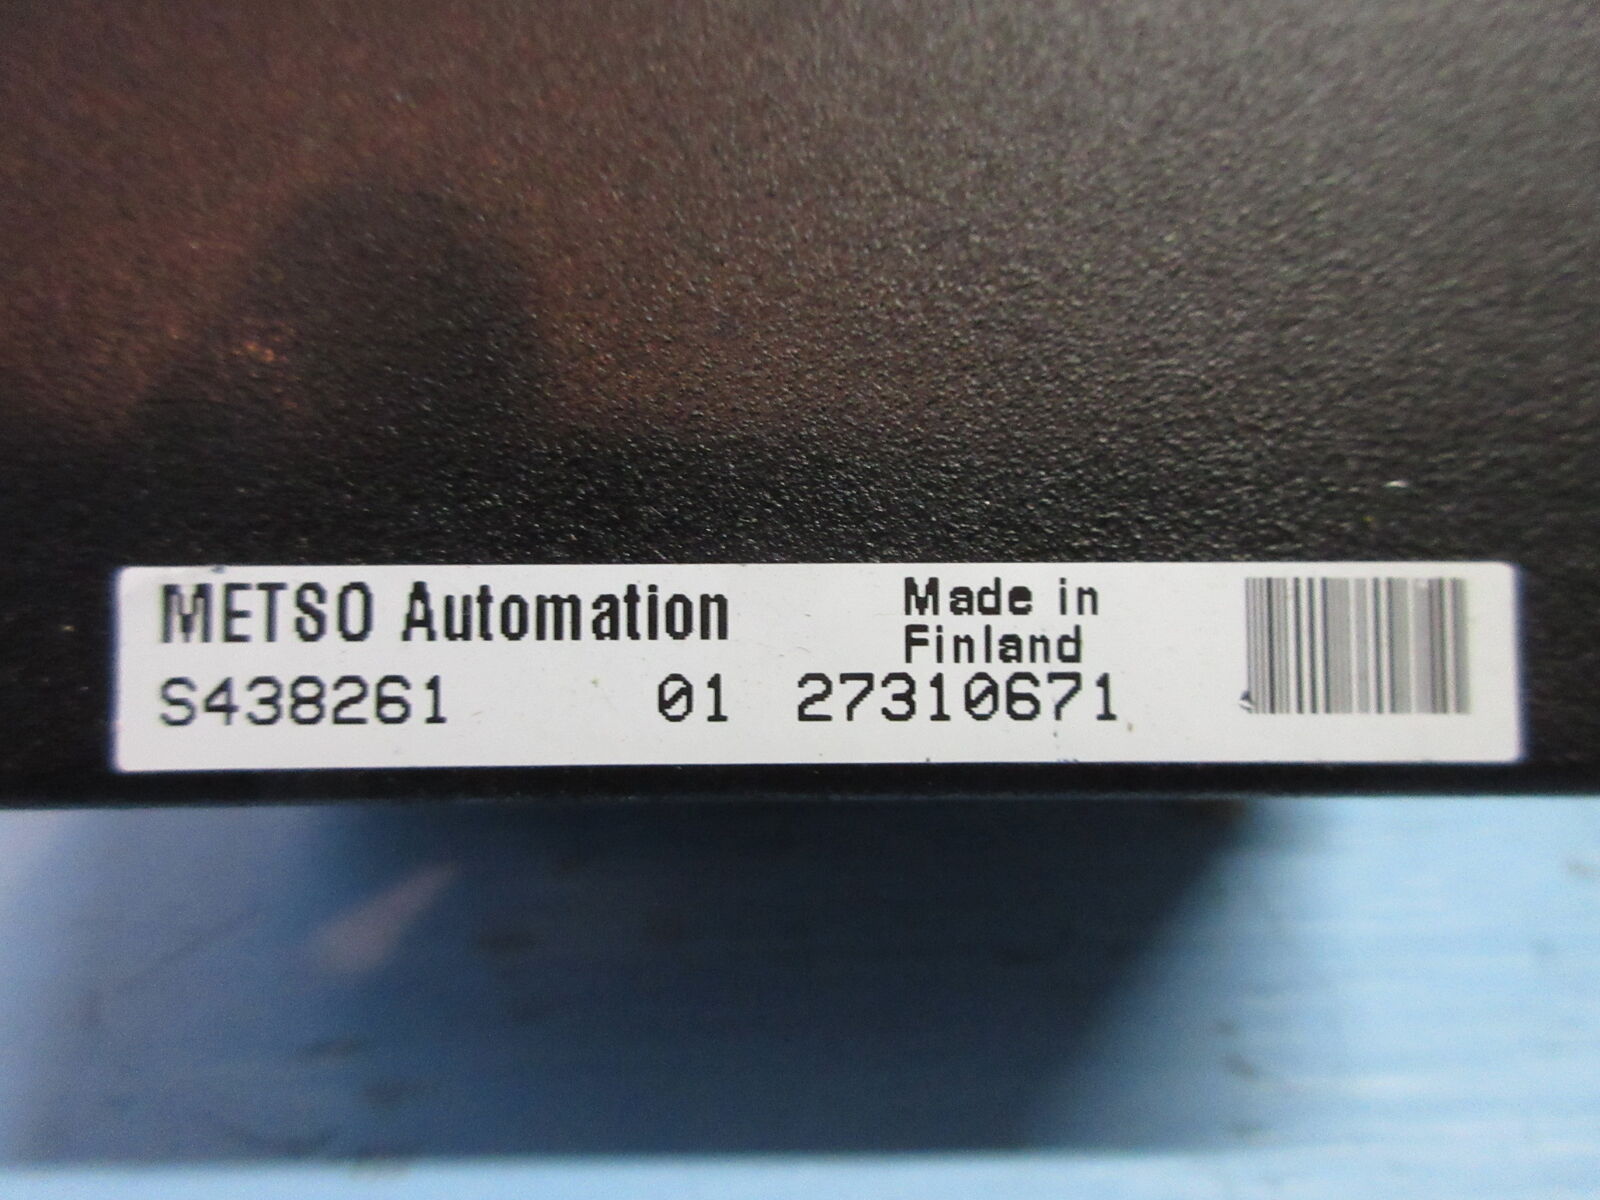 METSO Automation
Made in
Finland
S438261 01 27310671